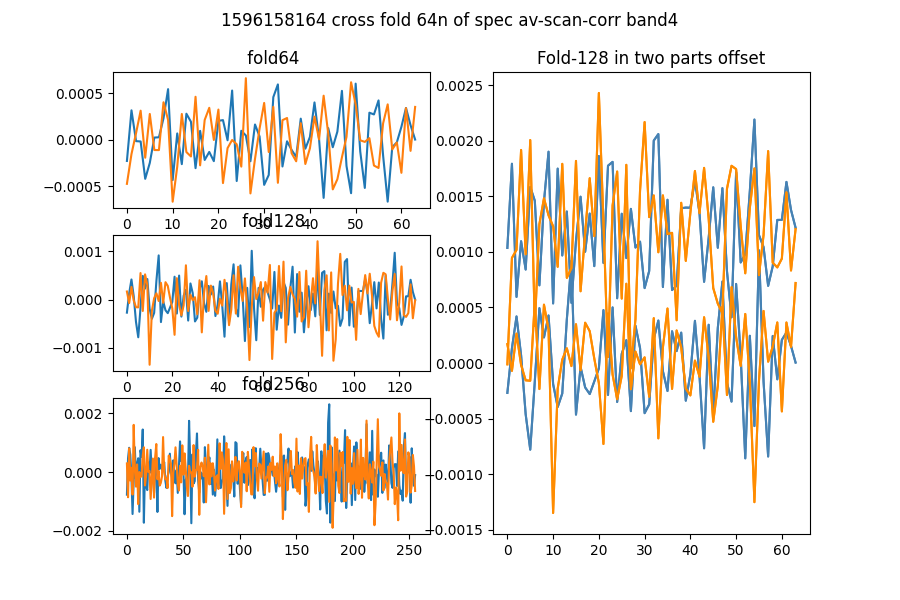 1596158164 cross fold 64n of spec av-scan-corr band4
fold64
0.0005
0.0000
−0.0005
0 10 20 30 40 50 60
fold128
0.001
0.000
−0.001
0 20 40 60 80 100 120
fold256
0.002
0.000
−0.002
0 50 100 150 200 250
Fold-128 in two parts offset
0.0025
0.0020
0.0015
0.0010
0.0005
0.0000
−0.0005
−0.0010
−0.0015
0 10 20 30 40 50 60